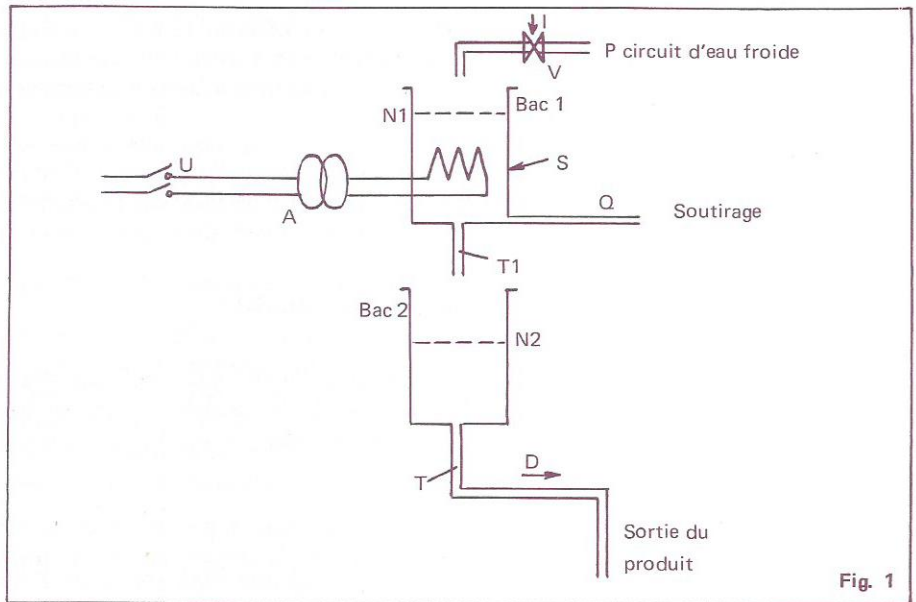 I
P circuit d'eau froide
V
Bac 1
N1
S
U
A
Q
Soutirage
T1
Bac 2
N2
D
T
Sortie du
produit
Fig. 1